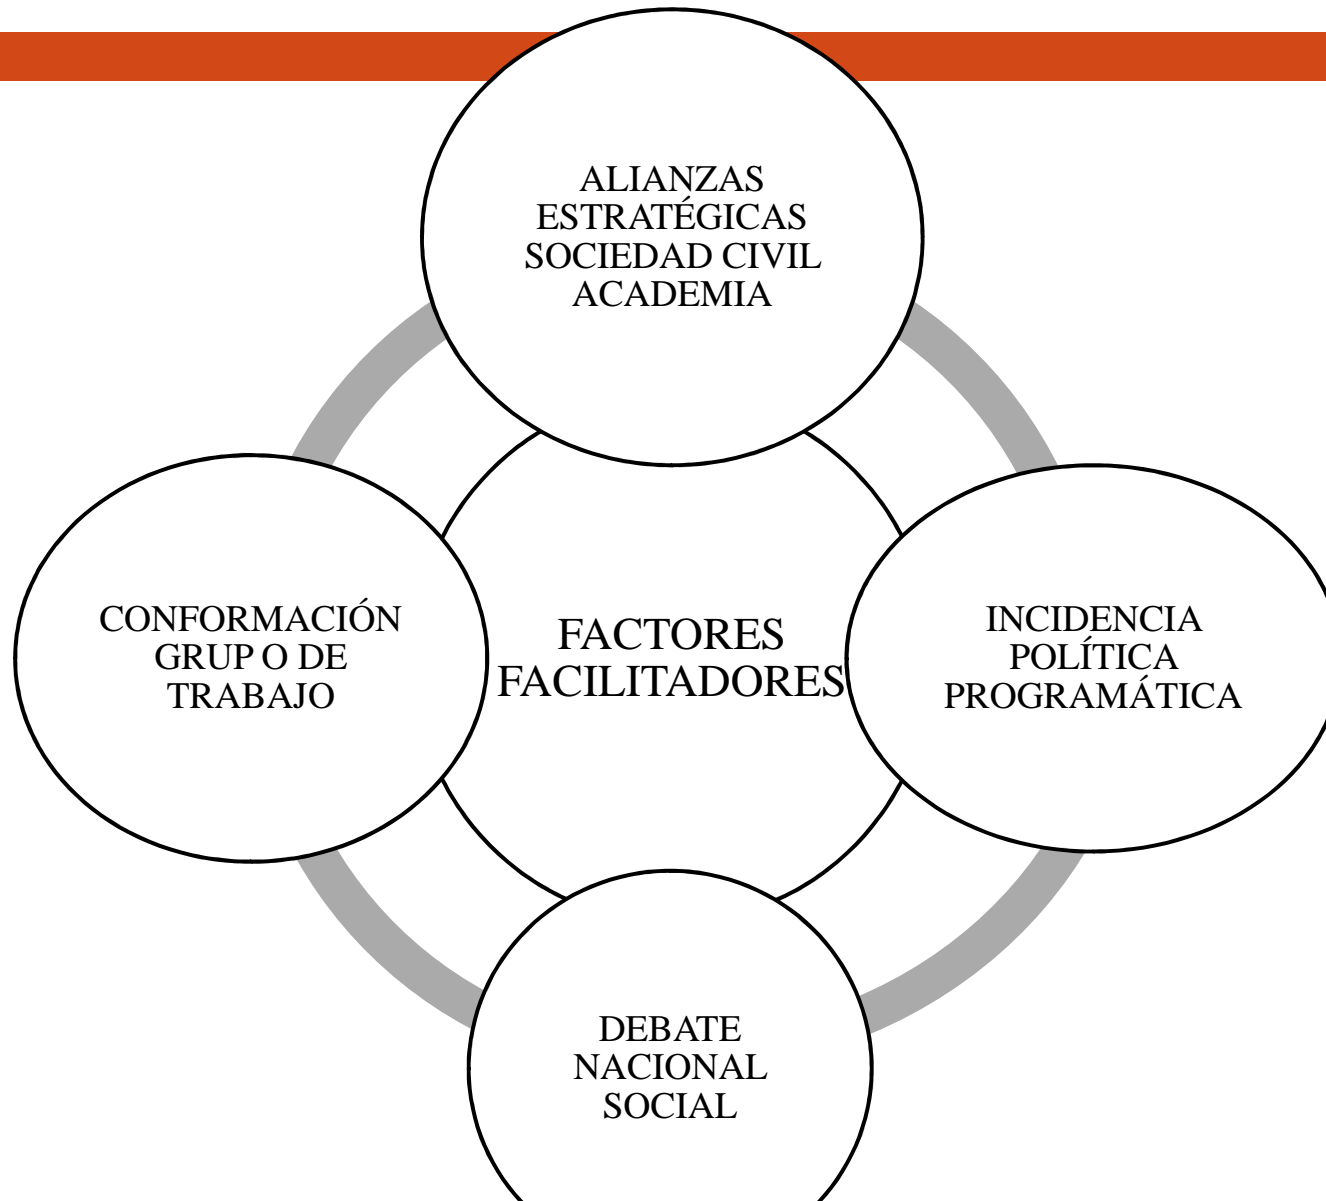 ALIANZAS
ESTRATÉGICAS
SOCIEDAD CIVIL
ACADEMIA
CONFORMACIÓN
GRUP O DE
TRABAJO
FACTORES
FACILITADORES
INCIDENCIA
POLÍTICA
PROGRAMÁTICA
DEBATE
NACIONAL
SOCIAL